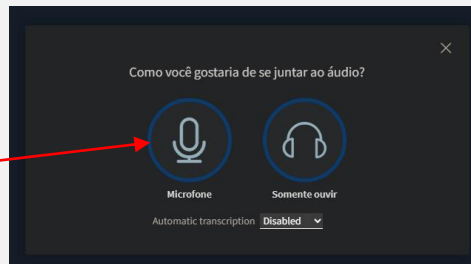 Como você gostaria de se juntar ao áudio?
Microfone
Somente ouvir
Automatic transcription Disabled